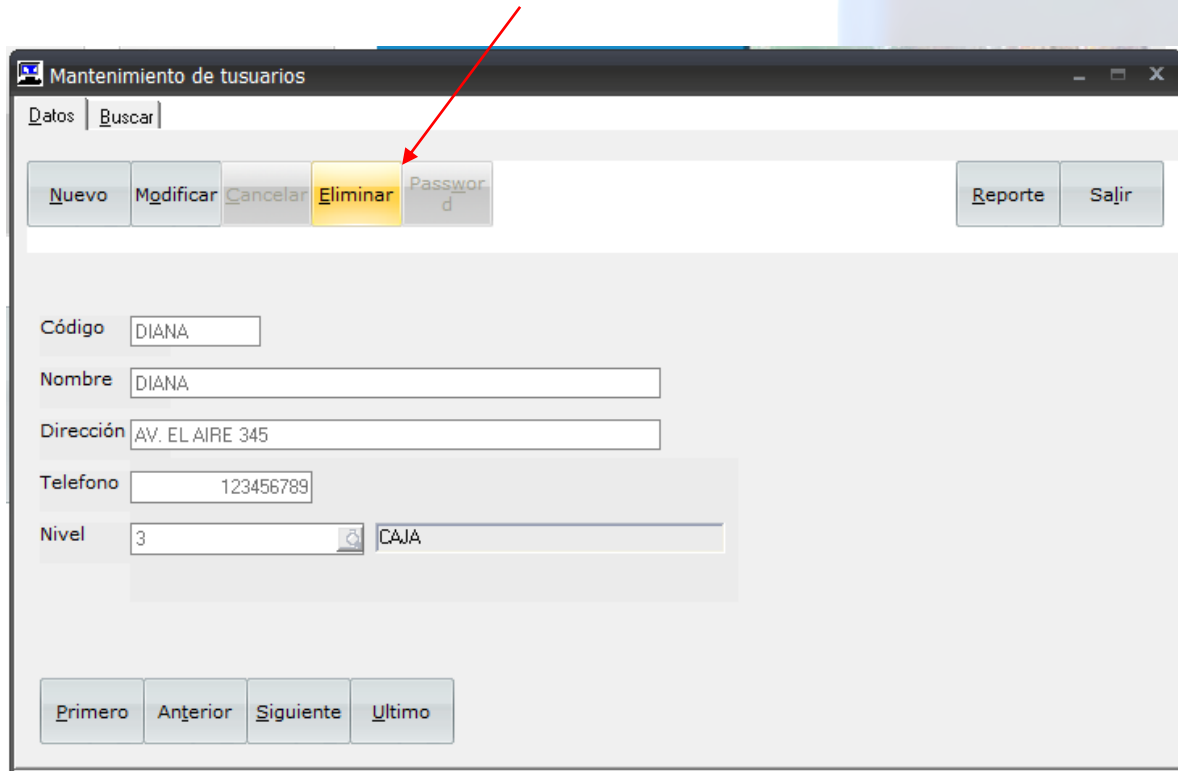 Mantenimiento de tusuarios
Datos Buscar
Nuevo Modificar Cancelar Eliminar Passwor
d
Reporte Salir
Código DIANA
Nombre DIANA
Dirección AV. EL AIRE 345
Telefono 123456789
Nivel 3 CAJA
Primero Anterior Siguiente Ultimo